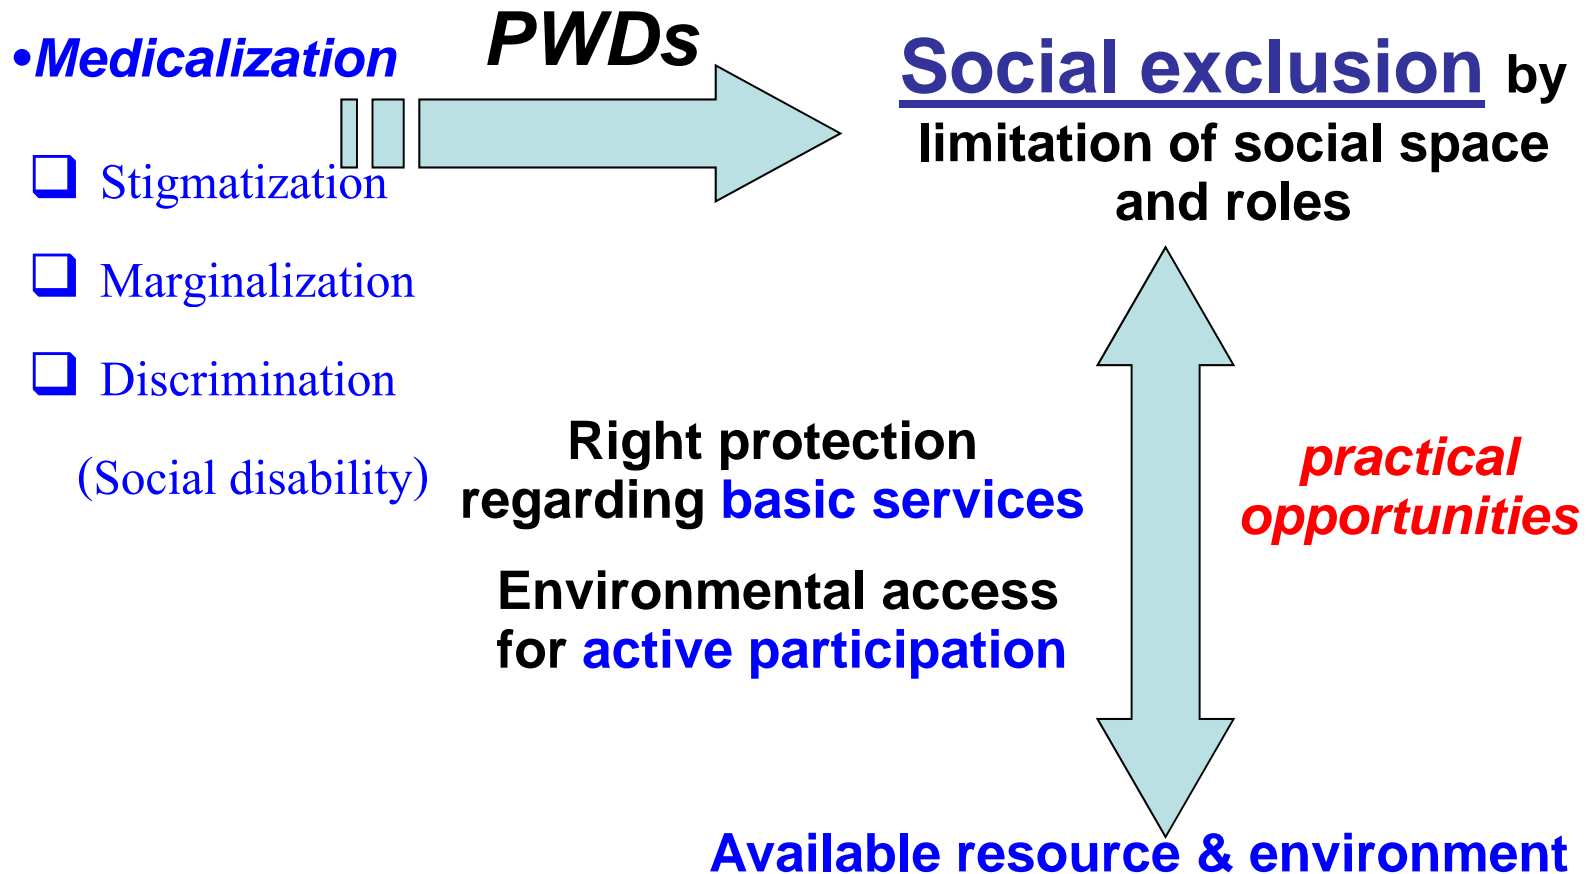 •Medicalization
PWDs
Social exclusion by
limitation of social space
and roles
❑ Stigmatization
❑ Marginalization
❑ Discrimination
(Social disability)
Right protection
regarding basic services
Environmental access
for active participation
practical
opportunities
Available resource & environment